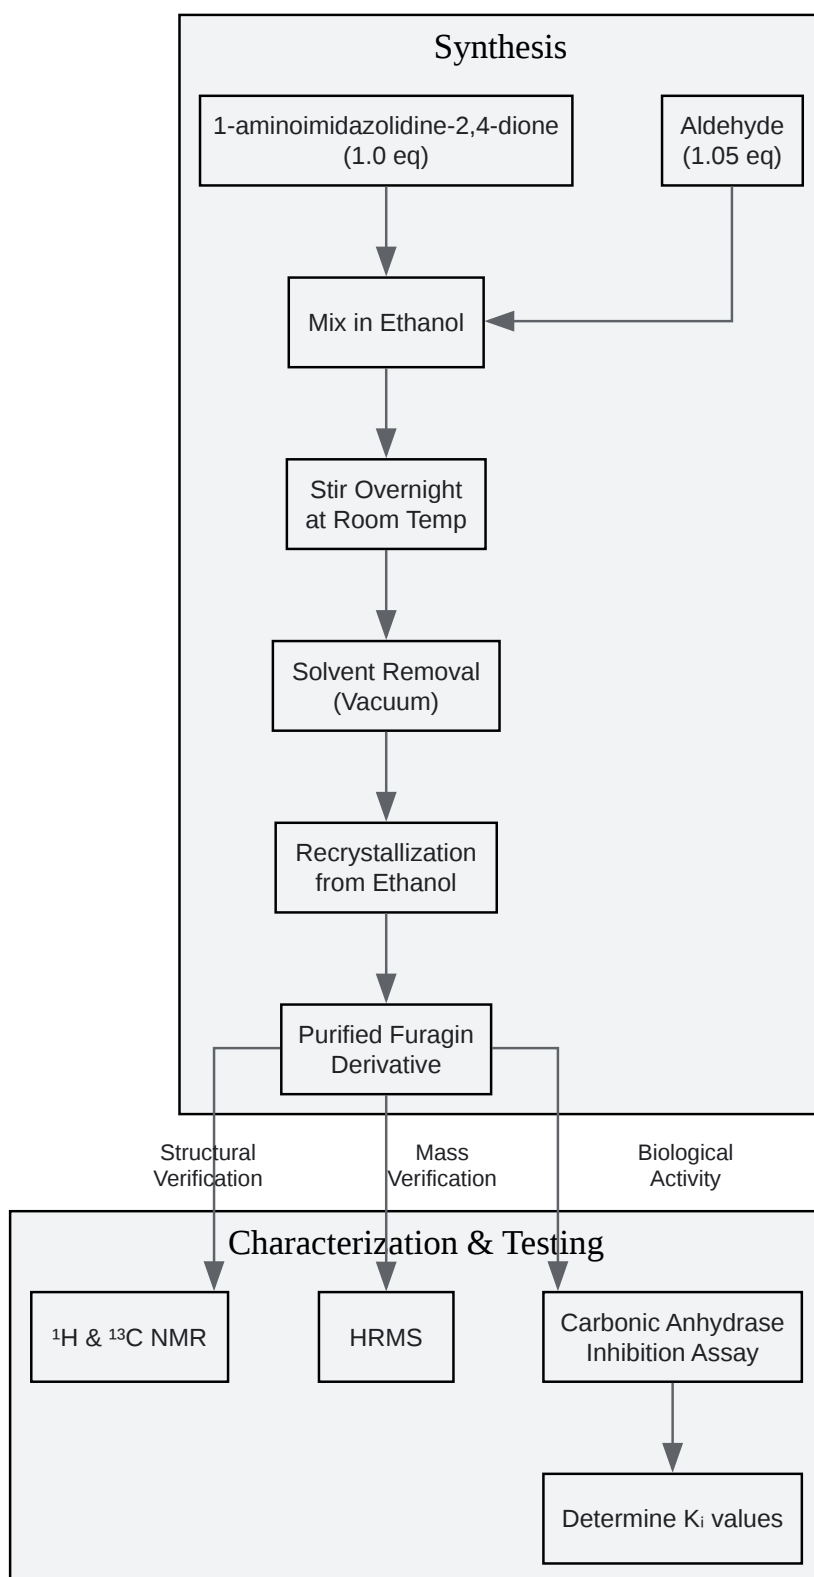 Synthesis
1-aminoimidazolidine-2,4-dione
(1.0 eq)
Aldehyde
(1.05 eq)
Mix in Ethanol
Stir Overnight
at Room Temp
Solvent Removal
(Vacuum)
Recrystallization
from Ethanol
Purified Furagin
Derivative
Structural
Verification
Mass
Verification
Biological
Activity
Characterization & Testing
¹H & ¹³C NMR
HRMS
Carbonic Anhydrase
Inhibition Assay
Determine Kᵢ values